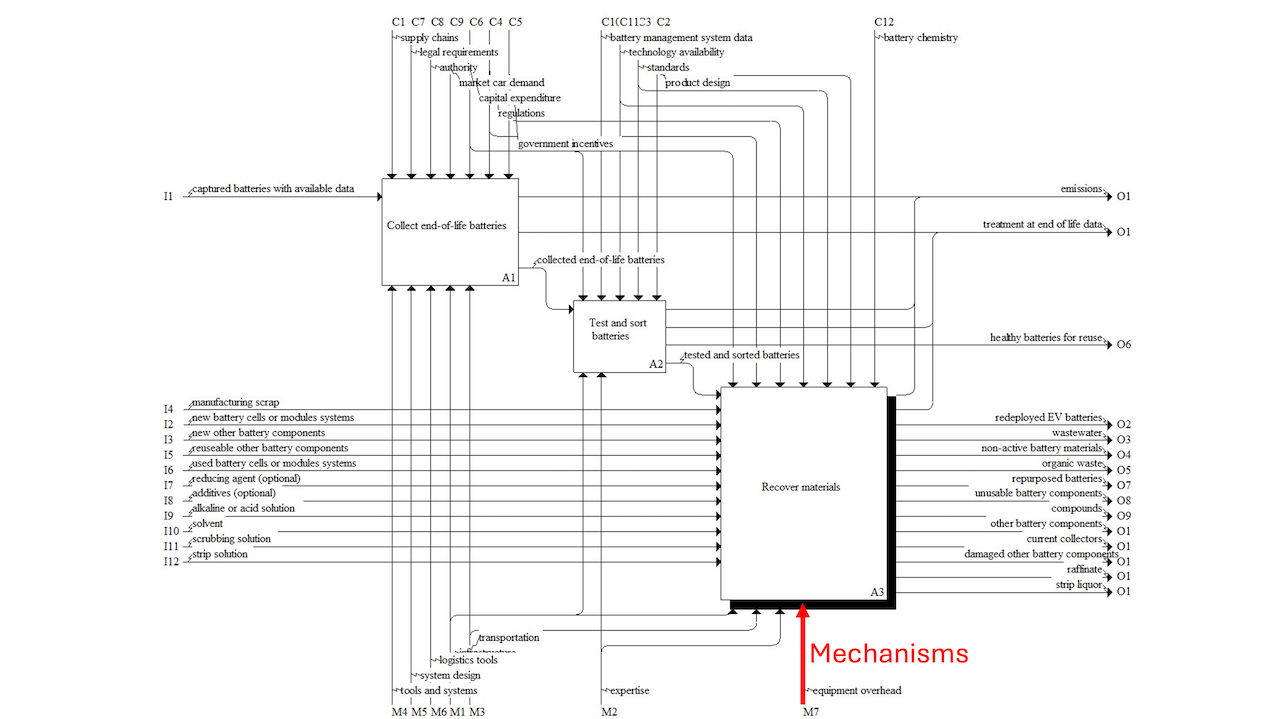 C1 C7 C8 C9 C6 C4 C5 C10 C11 C3 C2 C12
supply chains
battery management system data
battery chemistry
legal requirements
technology availability
authority
standards
market car demand
product design
capital expenditure
regulations
government incentives
I1 captured batteries with available data
emissions O1
Collect end-of-life batteries
A1
treatment at end of life data O1
collected end-of-life batteries
Test and sort
batteries
A2
healthy batteries for reuse O6
tested and sorted batteries
I4 manufacturing scrap
I2 new battery cells or modules systems
I3 new other battery components
I5 reuseable other battery components
I6 used battery cells or modules systems
I7 reducing agent (optional)
I8 additives (optional)
I9 alkaline or acid solution
I10 solvent
I11 scrubbing solution
I12 strip solution
Recover materials
A3
redeployed EV batteries O2
wastewater O3
non-active battery materials O4
organic waste O5
repurposed batteries O7
unusable battery components O8
compounds O9
other battery components O1
current collectors O1
damaged other battery components O1
raffinate O1
strip liquor O1
transportation
infrastructure
logistics tools
system design
tools and systems
expertise
equipment overhead
Mechanisms
M4 M5 M6 M1 M3 M2 M7